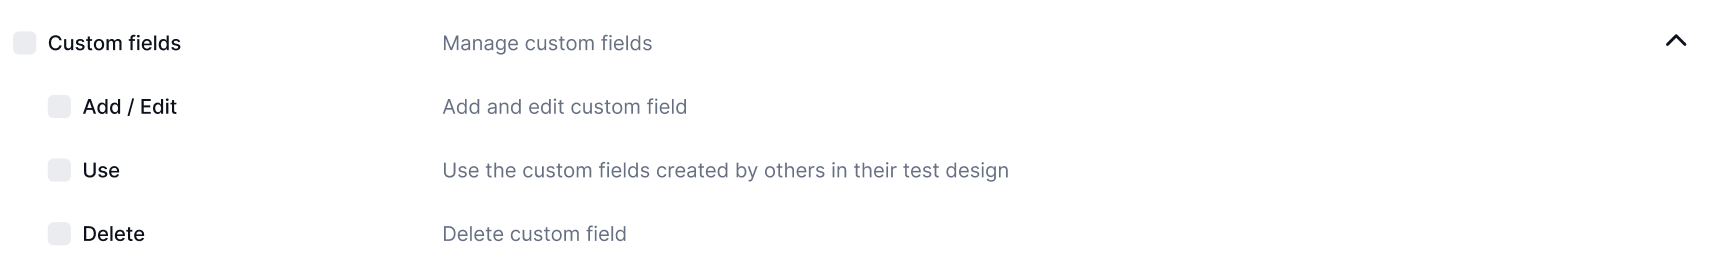 Custom fields Manage custom fields
Add / Edit Add and edit custom field
Use Use the custom fields created by others in their test design
Delete Delete custom field